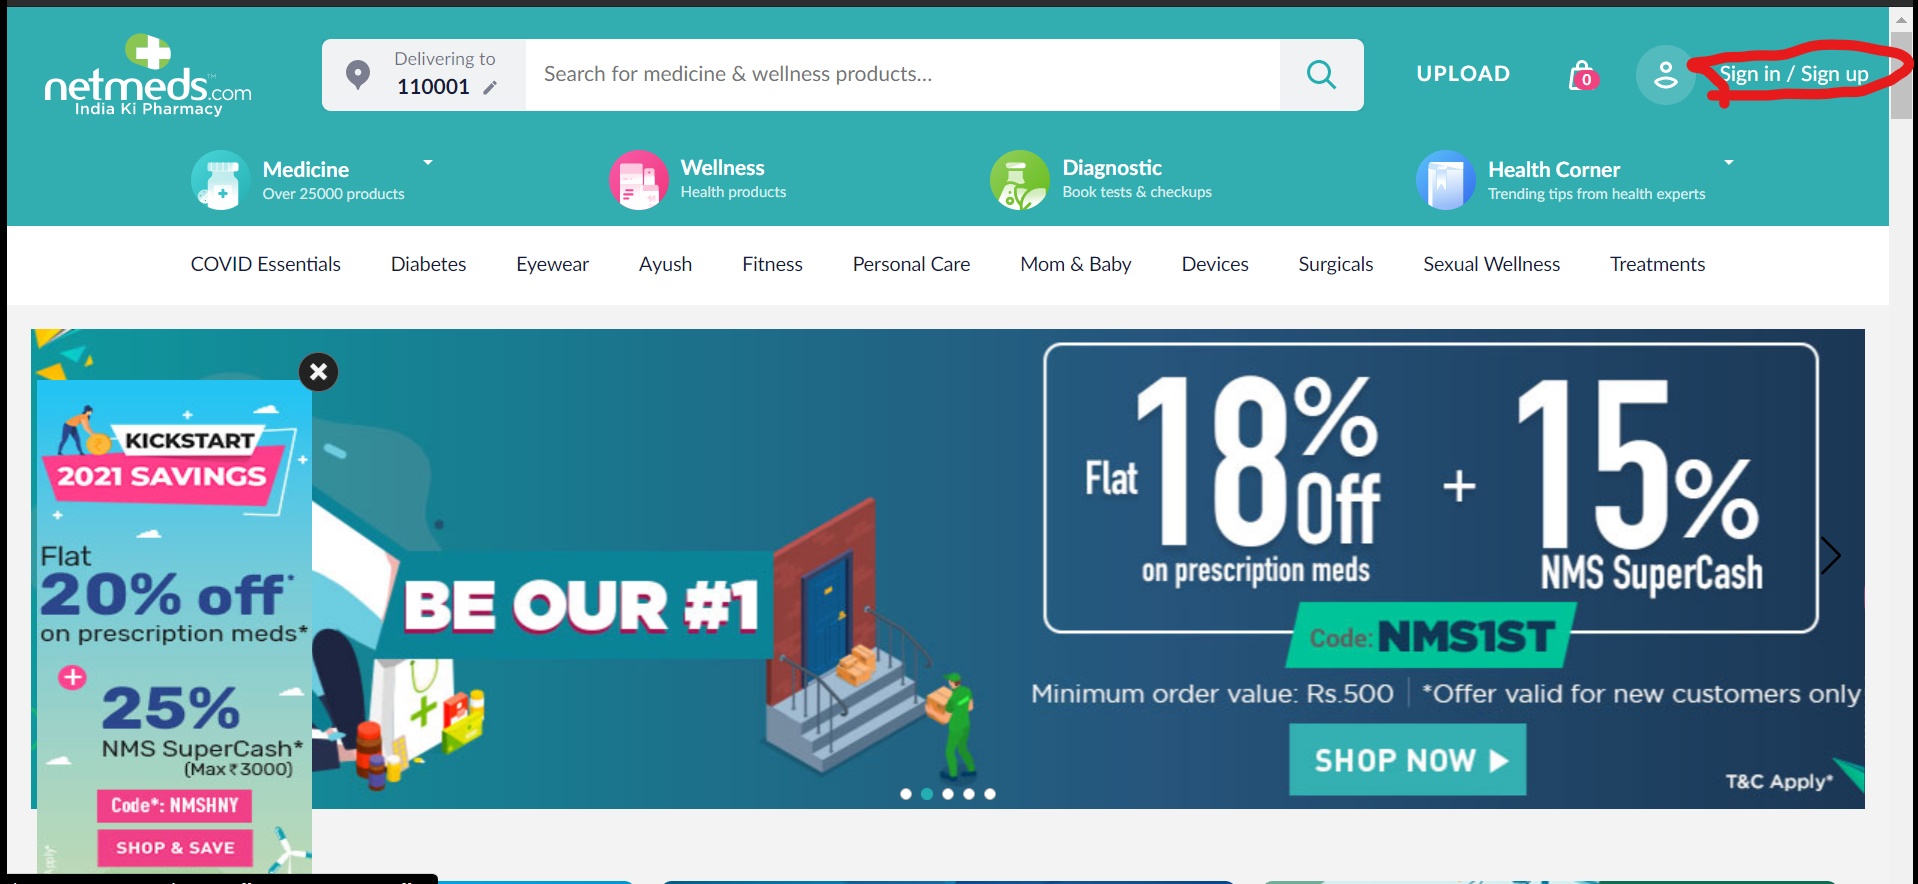 netmeds.com
India Ki Pharmacy
Delivering to
110001
Search for medicine & wellness products...
UPLOAD
0
Sign in / Sign up
Medicine
Over 25000 products
Wellness
Health products
Diagnostic
Book tests & checkups
Health Corner
Trending tips from health experts
COVID Essentials Diabetes Eyewear Ayush Fitness Personal Care Mom & Baby Devices Surgicals Sexual Wellness Treatments
KICKSTART
2021 SAVINGS
Flat
20% off*
on prescription meds*
+
25%
NMS SuperCash*
(Max ₹3000)
Code*: NMSHNY
SHOP & SAVE
BE OUR #1
Flat 18% Off
on prescription meds
+
15%
NMS SuperCash
Code: NMS1ST
Minimum order value: Rs.500 | *Offer valid for new customers only
SHOP NOW
T&C Apply*